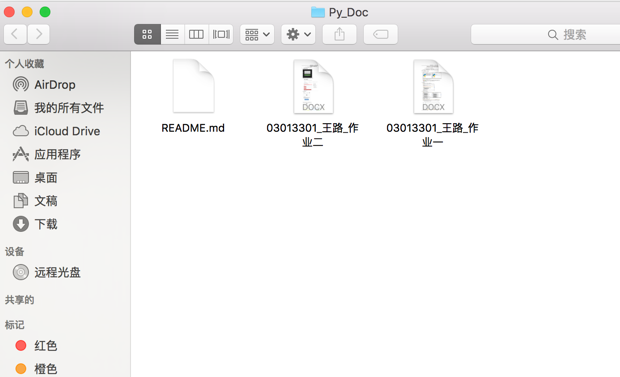 Py_Doc
搜索
个人收藏
AirDrop
我的所有文件
iCloud Drive
应用程序
桌面
文稿
下载
设备
远程光盘
共享的
标记
红色
橙色
README.md
DOCX
03013301_王路_作
业二
DOCX
03013301_王路_作
业一